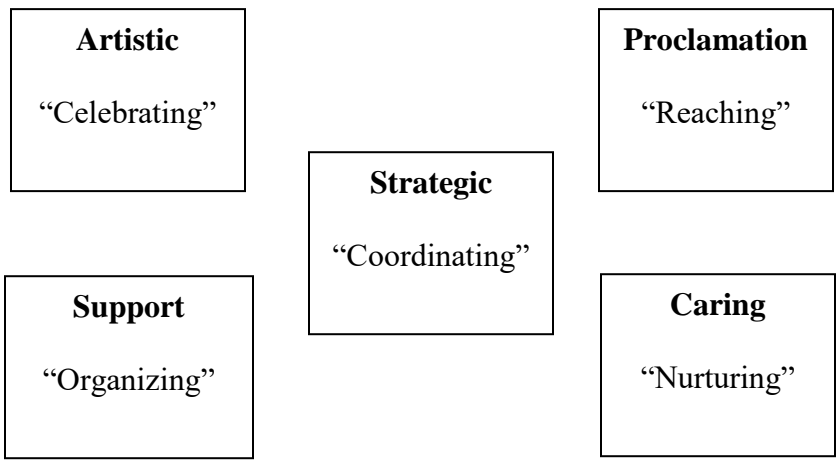 Artistic
“Celebrating”
Proclamation
“Reaching”
Strategic
“Coordinating”
Support
“Organizing”
Caring
“Nurturing”